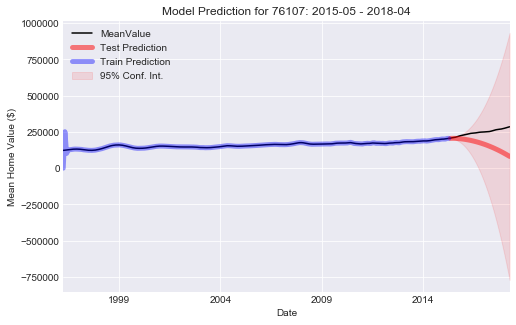 Model Prediction for 76107: 2015-05 - 2018-04
1000000
750000
500000
250000
0
−250000
−500000
−750000
Mean Home Value ($)
MeanValue
Test Prediction
Train Prediction
95% Conf. Int.
1999
2004
2009
2014
Date